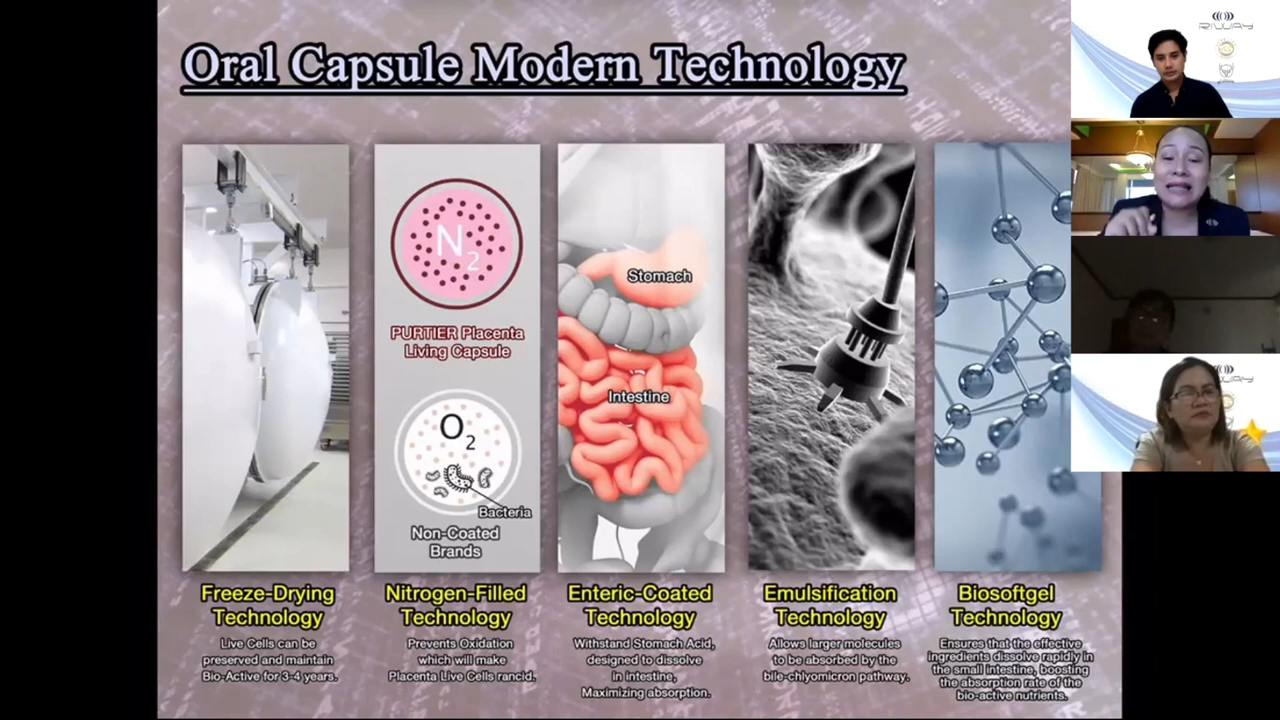 Oral Capsule Modern Technology
N2
PURTIER Placenta
Living Capsule
O2
Bacteria
Non-Coated
Brands
Stomach
Intestine
Freeze-Drying
Technology
Live Cells can be
preserved and maintain
Bio-Active for 3-4 years.
Nitrogen-Filled
Technology
Prevents Oxidation
which will make
Placenta Live Cells rancid.
Enteric-Coated
Technology
Withstand Stomach Acid,
designed to dissolve
in intestine,
Maximizing absorption.
Emulsification
Technology
Allows larger molecules
to be absorbed by the
bile-chlyomicron pathway.
Biosoftgel
Technology
Ensures that the effective
ingredients dissolve rapidly in
the small intestine, boosting
the absorption rate of the
bio-active nutrients.
RIWAY